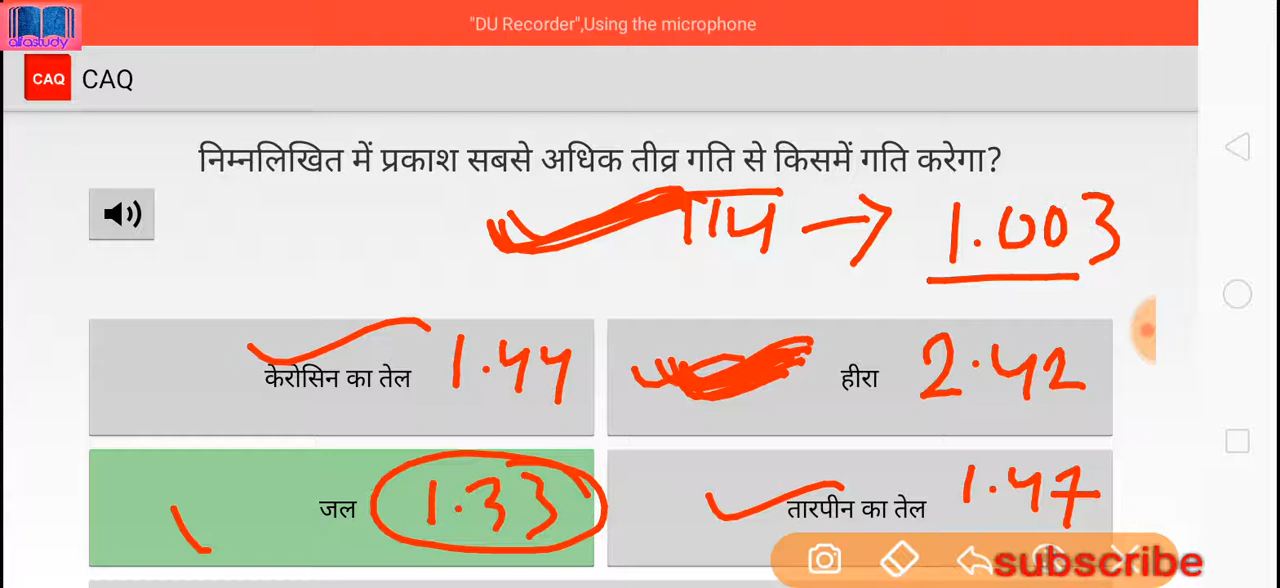 "DU Recorder",Using the microphone
alfastudy
CAQ CAQ
निम्नलिखित में प्रकाश सबसे अधिक तीव्र गति से किसमें गति करेगा?
→ 1.003
केरोसिन का तेल 1.44
हीरा 2.42
जल 1.33
तारपीन का तेल 1.47
subscribe